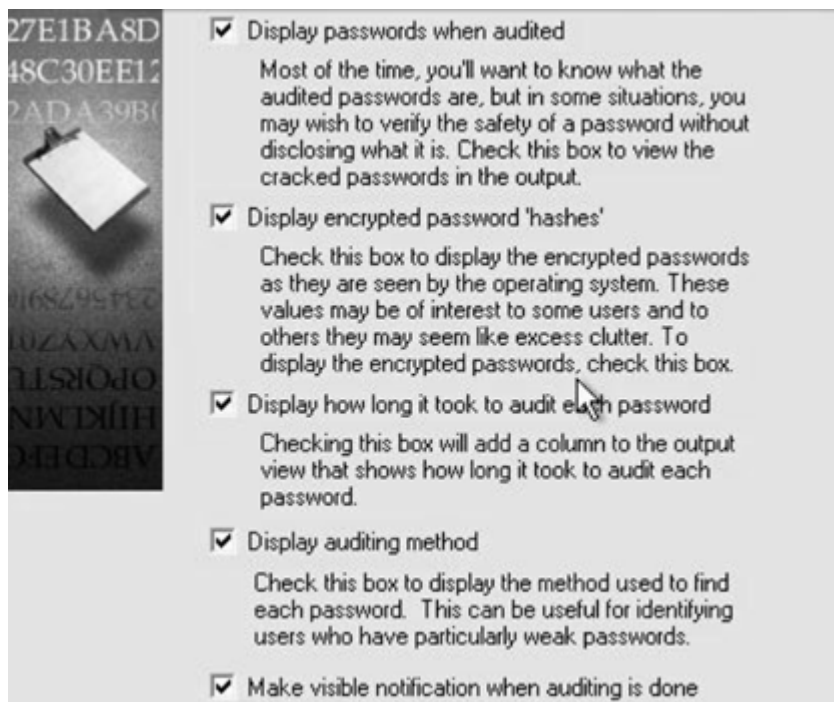 27E1BA8D
48C30EE12
2ADA39B
Display passwords when audited
Most of the time, you'll want to know what the
audited passwords are, but in some situations, you
may wish to verify the safety of a password without
disclosing what it is. Check this box to view the
cracked passwords in the output.
Display encrypted password 'hashes'
Check this box to display the encrypted passwords
as they are seen by the operating system. These
values may be of interest to some users and to
others they may seem like excess clutter. To
display the encrypted passwords, check this box.
Display how long it took to audit each password
Checking this box will add a column to the output
view that shows how long it took to audit each
password.
Display auditing method
Check this box to display the method used to find
each password. This can be useful for identifying
users who have particularly weak passwords.
Make visible notification when auditing is done